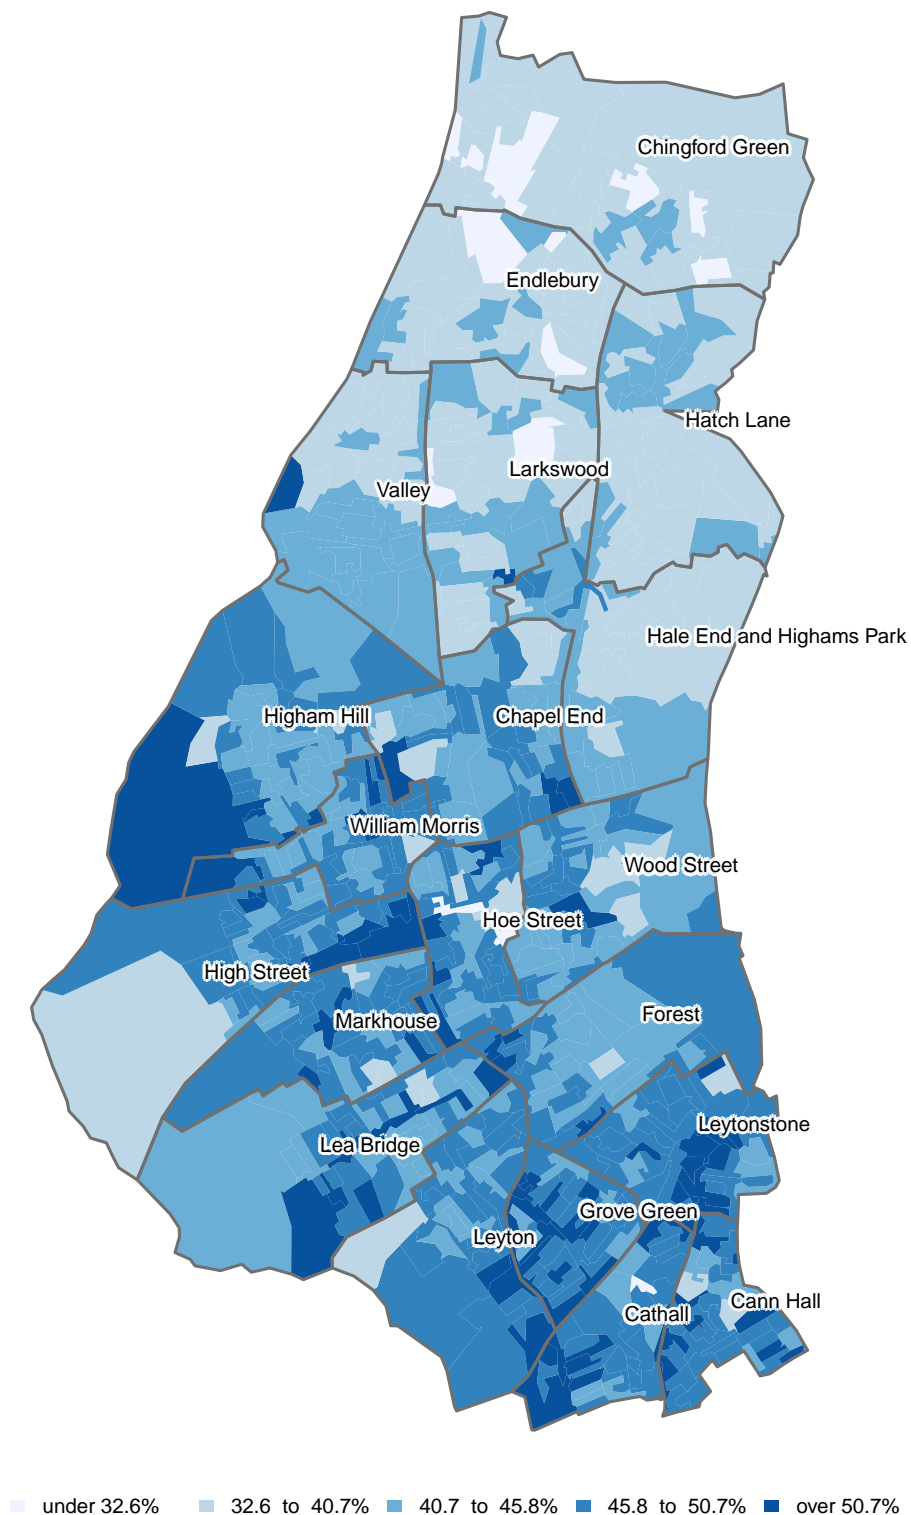 Chingford Green
Endlebury
Hatch Lane
Larkswood
Valley
Hale End and Highams Park
Higham Hill
Chapel End
William Morris
Wood Street
Hoe Street
High Street
Forest
Markhouse
Leytonstone
Lea Bridge
Grove Green
Leyton
Cann Hall
Cathall
under 32.6% 32.6 to 40.7% 40.7 to 45.8% 45.8 to 50.7% over 50.7%